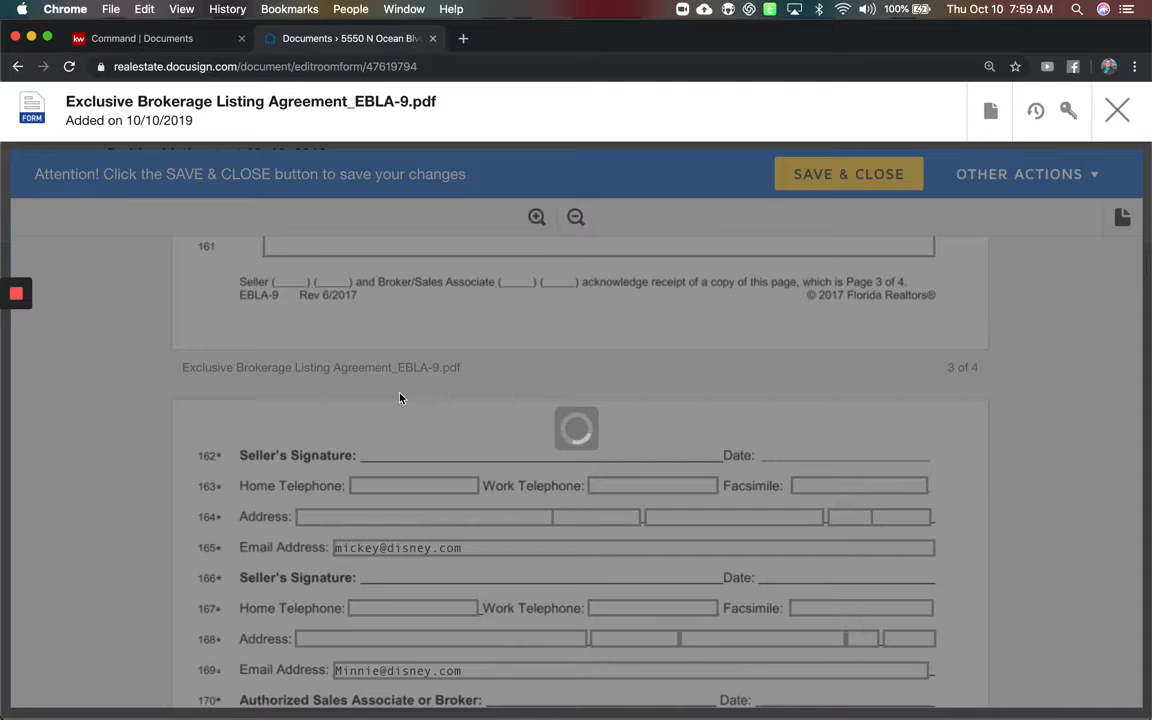 Chrome File Edit View History Bookmarks People Window Help 100% Thu Oct 10 7:59 AM
kw Command | Documents Documents › 5550 N Ocean Blv
realestate.docusign.com/document/editroomform/47619794
Exclusive Brokerage Listing Agreement_EBLA-9.pdf
FORM
Added on 10/10/2019
Attention! Click the SAVE & CLOSE button to save your changes SAVE & CLOSE OTHER ACTIONS
161
Seller (_____) (_____) and Broker/Sales Associate (_____) (_____) acknowledge receipt of a copy of this page, which is Page 3 of 4.
EBLA-9 Rev 6/2017 © 2017 Florida Realtors®
Exclusive Brokerage Listing Agreement_EBLA-9.pdf 3 of 4
162* Seller's Signature: Date:
163* Home Telephone: Work Telephone: Facsimile:
164* Address:
165* Email Address: mickey@disney.com
166* Seller's Signature: Date:
167* Home Telephone: Work Telephone: Facsimile:
168* Address:
169* Email Address: Minnie@disney.com
170* Authorized Sales Associate or Broker: Date: